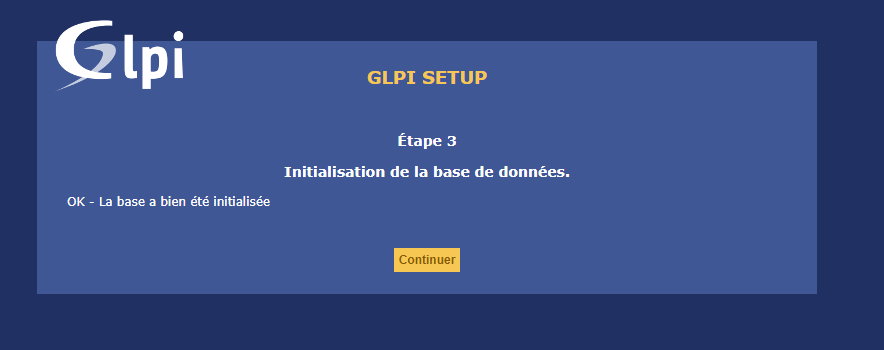 Glpi
GLPI SETUP
Étape 3
Initialisation de la base de données.
OK - La base a bien été initialisée
Continuer